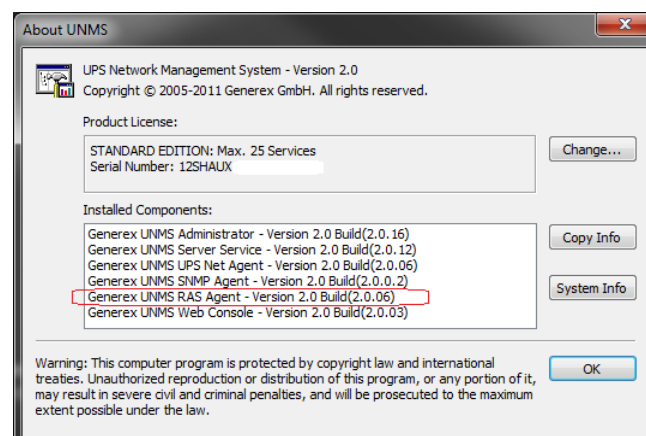 About UNMS
UPS Network Management System - Version 2.0
Copyright © 2005-2011 Generex GmbH. All rights reserved.
Product License:
STANDARD EDITION: Max. 25 Services
Serial Number: 12SHAUX
Change...
Installed Components:
Generex UNMS Administrator - Version 2.0 Build(2.0.16)
Generex UNMS Server Service - Version 2.0 Build(2.0.12)
Generex UNMS UPS Net Agent - Version 2.0 Build(2.0.06)
Generex UNMS SNMP Agent - Version 2.0 Build(2.0.0.2)
Generex UNMS RAS Agent - Version 2.0 Build(2.0.06)
Generex UNMS Web Console - Version 2.0 Build(2.0.03)
Copy Info
System Info
Warning: This computer program is protected by copyright law and international
treaties. Unauthorized reproduction or distribution of this program, or any portion of it,
may result in severe civil and criminal penalties, and will be prosecuted to the maximum
extent possible under the law.
OK